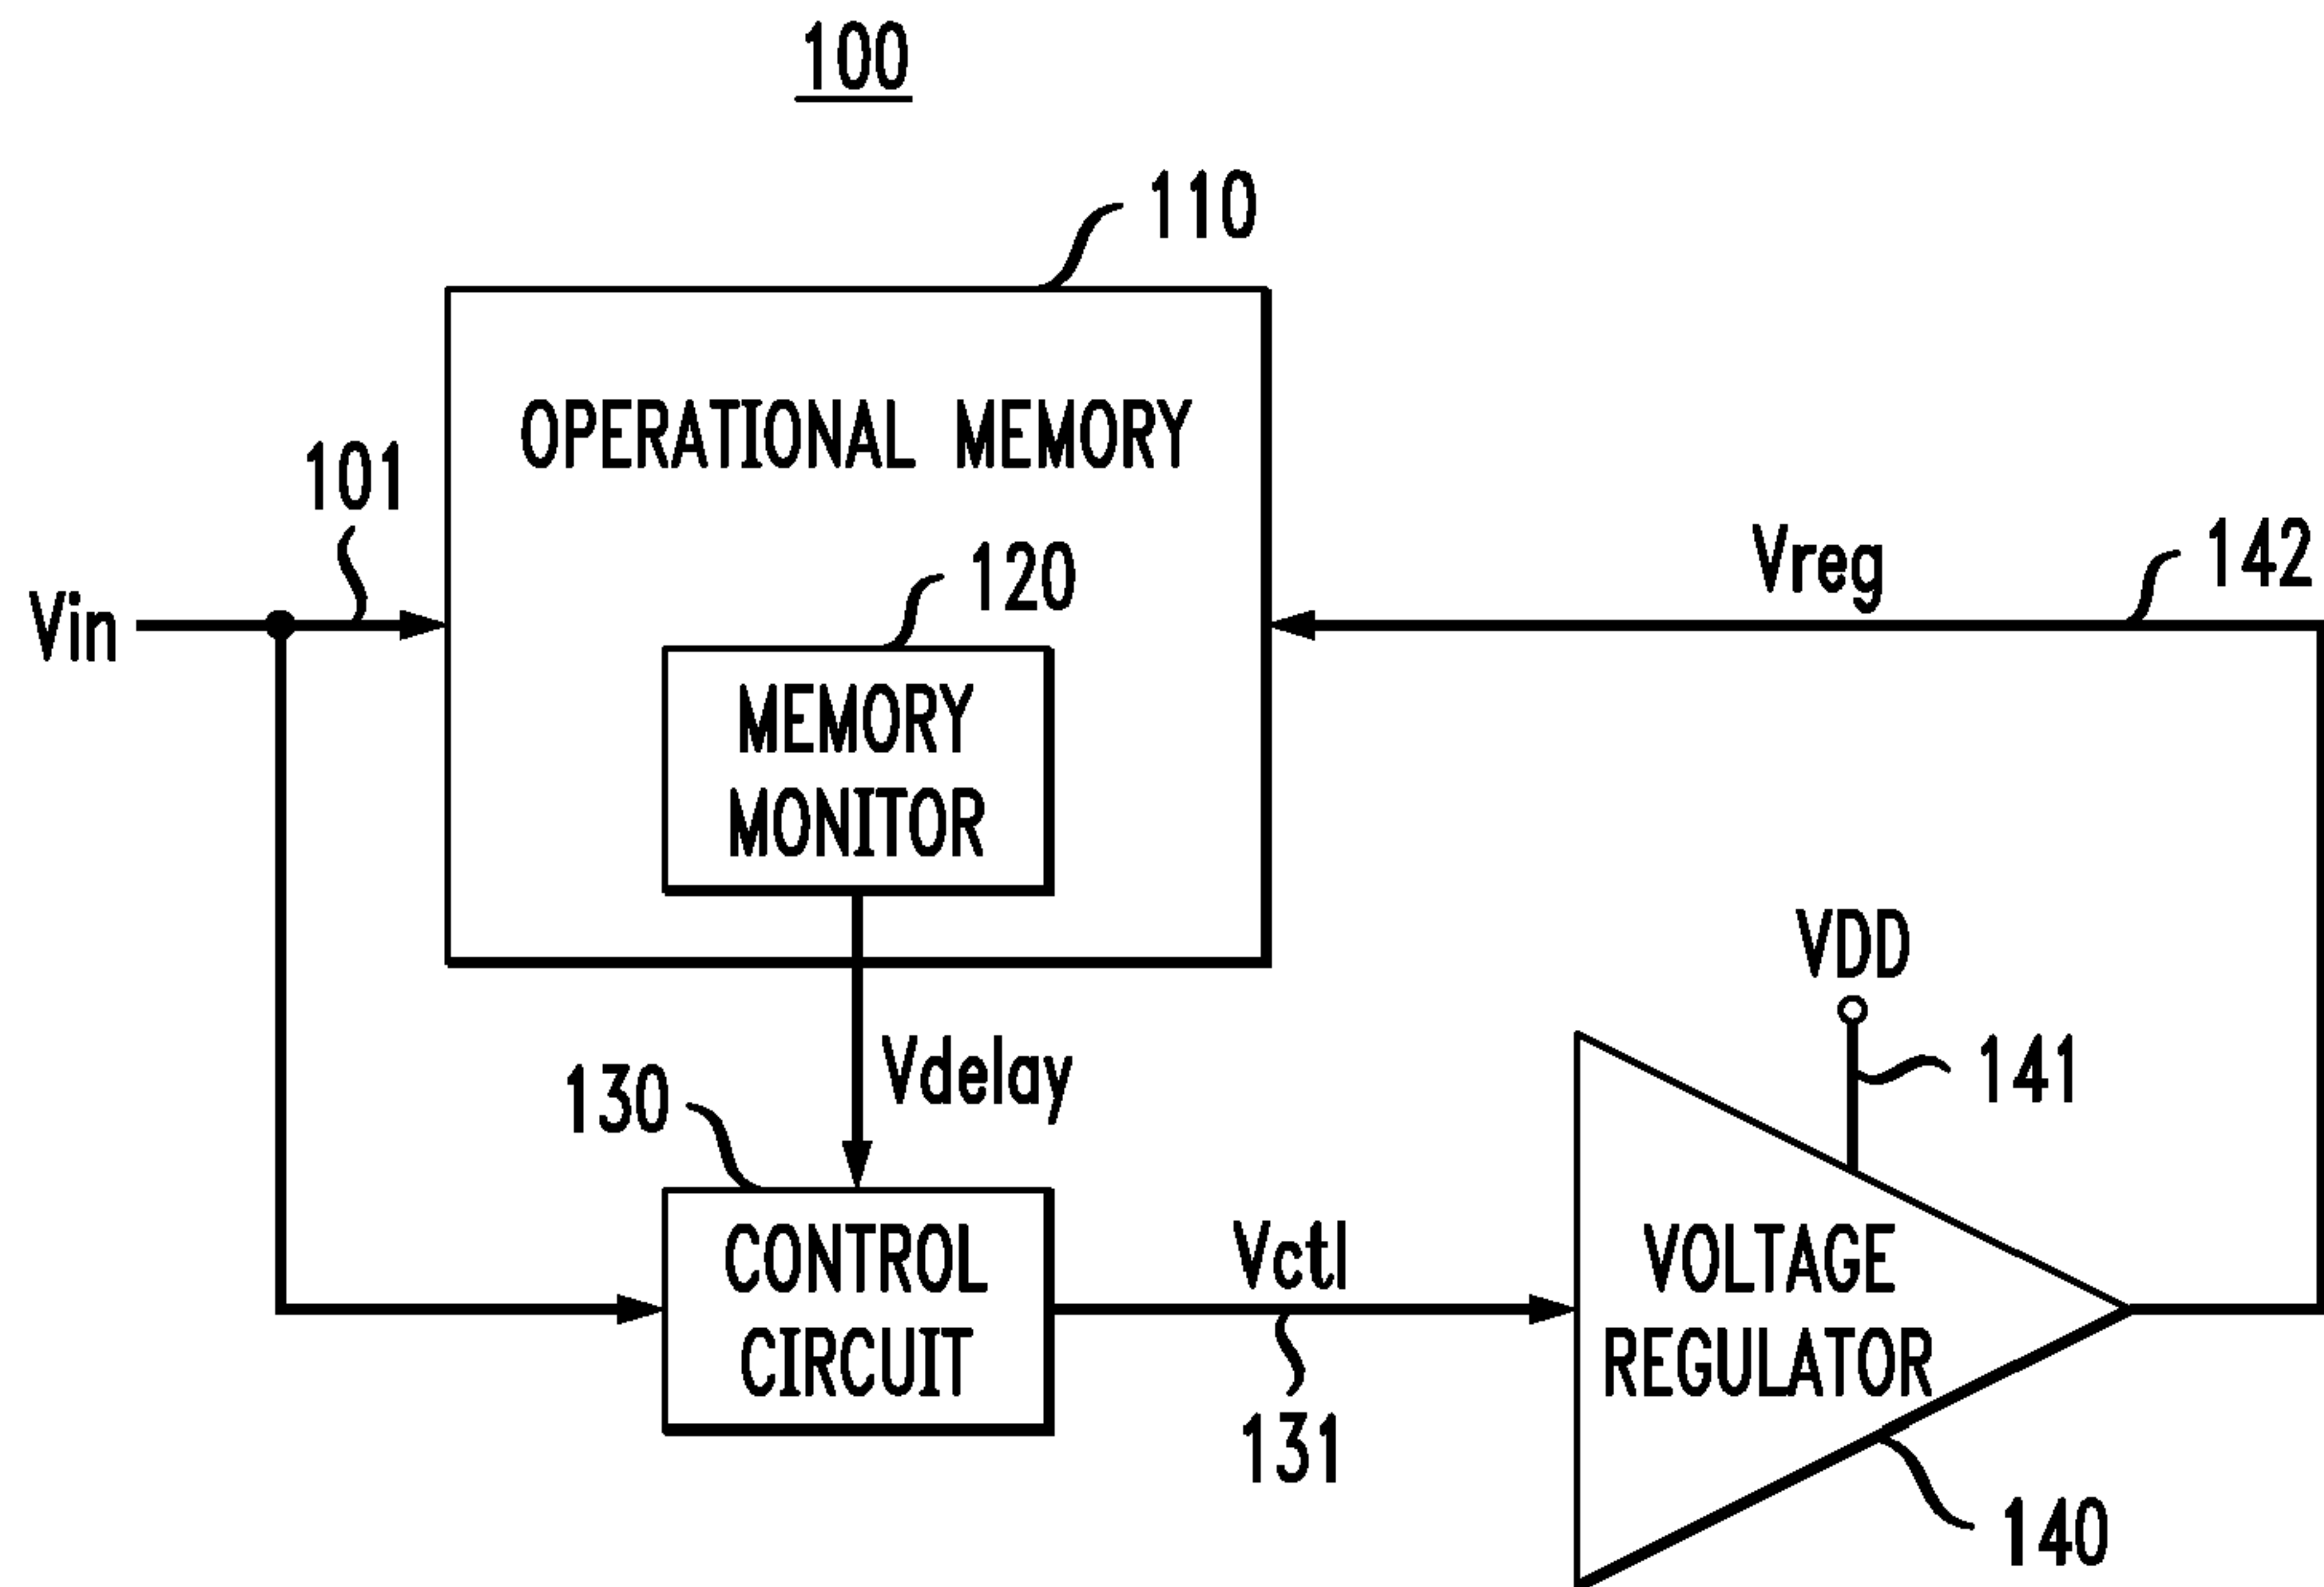 100
110
OPERATIONAL MEMORY
101
Vreg
142
120
Vin
MEMORY
MONITOR
VDD
Vdelay
141
130
CONTROL
CIRCUIT
Vctl
VOLTAGE
REGULATOR
131
140